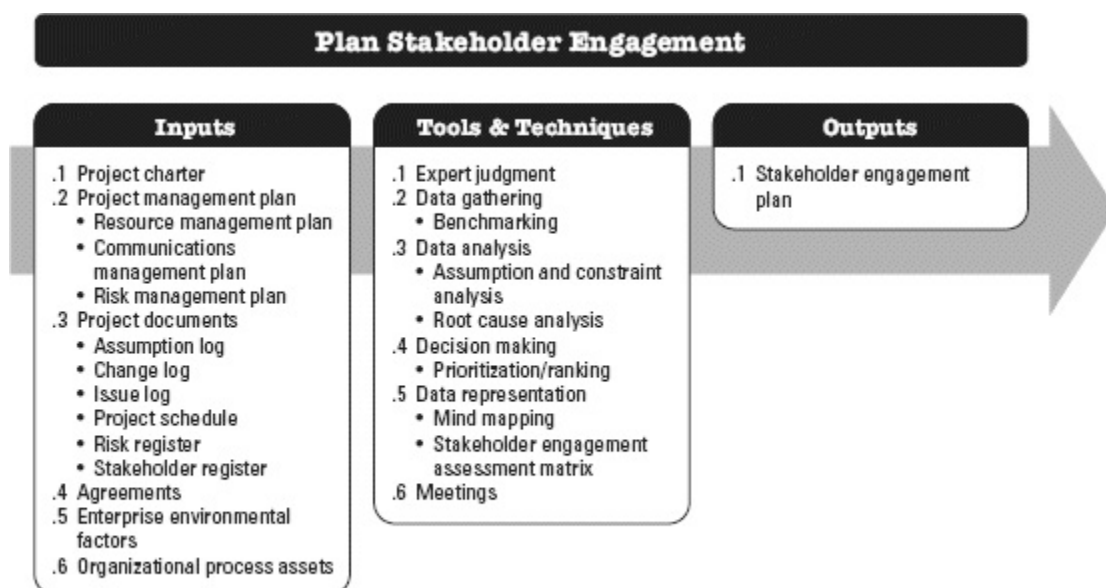 Plan Stakeholder Engagement
Inputs
.1 Project charter
.2 Project management plan
• Resource management plan
• Communications
management plan
• Risk management plan
.3 Project documents
• Assumption log
• Change log
• Issue log
• Project schedule
• Risk register
• Stakeholder register
.4 Agreements
.5 Enterprise environmental
factors
.6 Organizational process assets
Tools & Techniques
.1 Expert judgment
.2 Data gathering
• Benchmarking
.3 Data analysis
• Assumption and constraint
analysis
• Root cause analysis
.4 Decision making
• Prioritization/ranking
.5 Data representation
• Mind mapping
• Stakeholder engagement
assessment matrix
.6 Meetings
Outputs
.1 Stakeholder engagement
plan